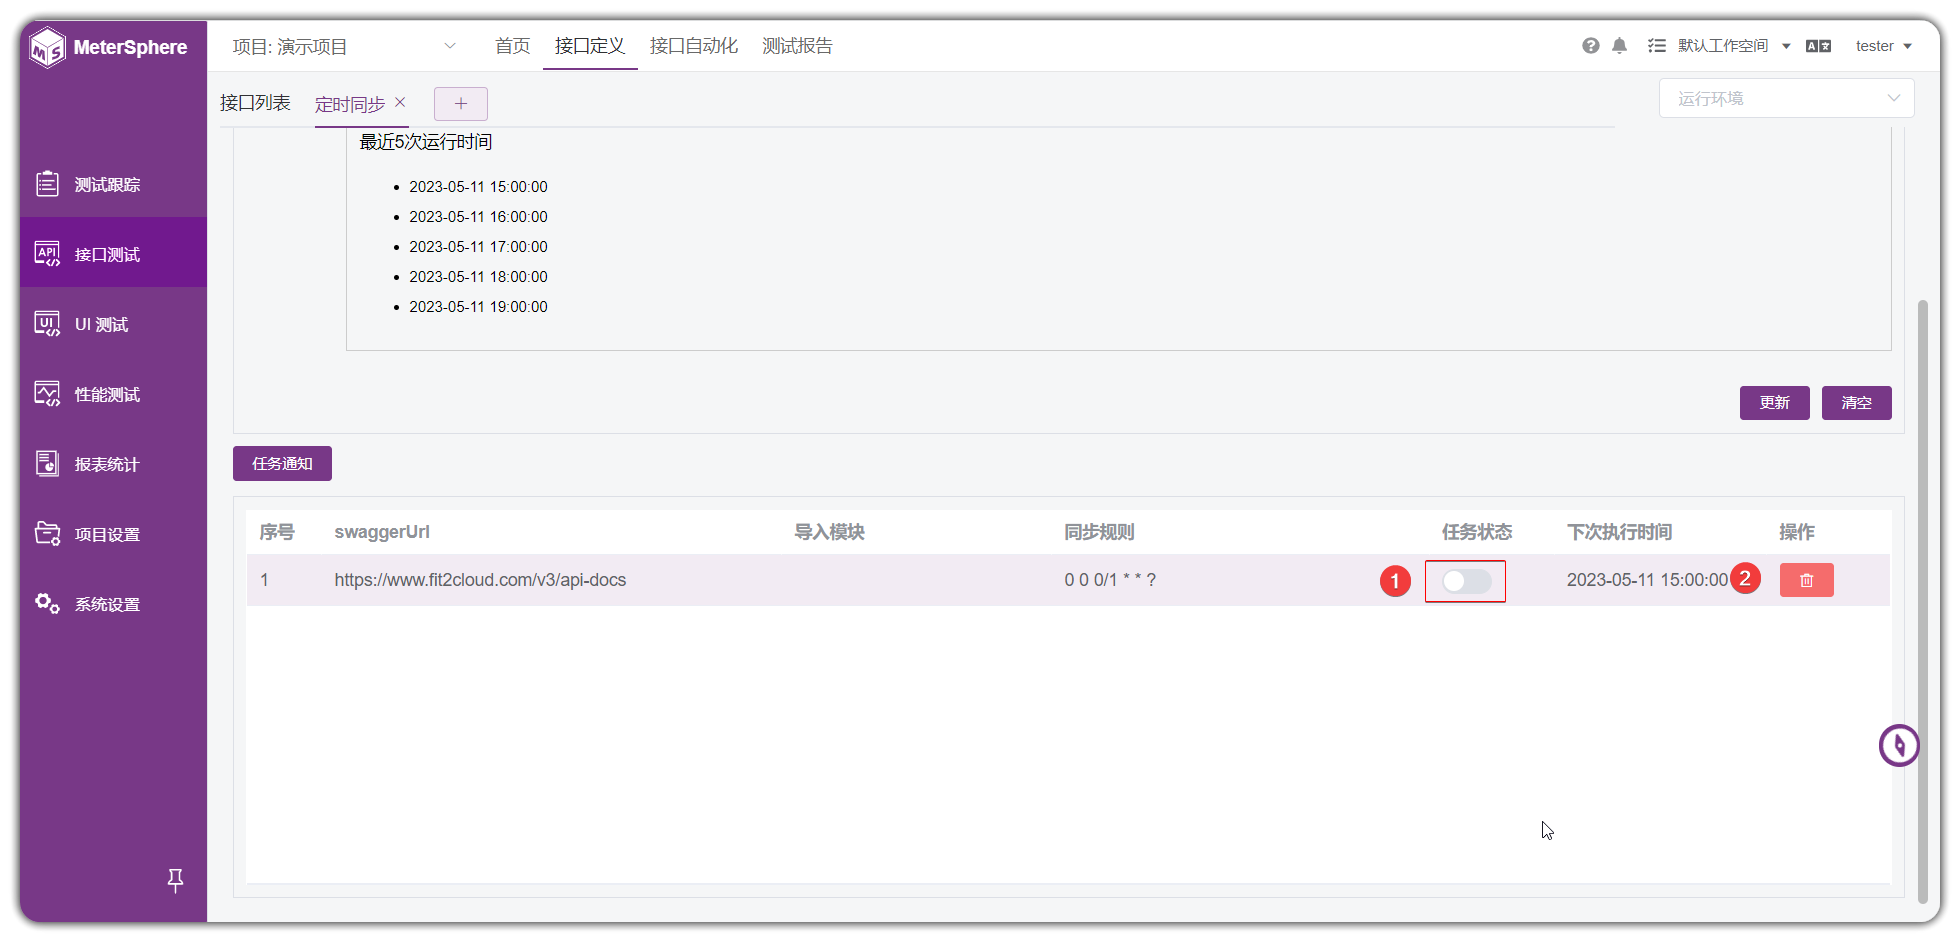 MeterSphere
项目: 演示项目
首页 接口定义 接口自动化 测试报告
默认工作空间
tester
接口列表 定时同步
运行环境
测试跟踪
接口测试
UI 测试
性能测试
报表统计
项目设置
系统设置
最近5次运行时间
2023-05-11 15:00:00
2023-05-11 16:00:00
2023-05-11 17:00:00
2023-05-11 18:00:00
2023-05-11 19:00:00
更新 清空
任务通知
序号 swaggerUrl 导入模块 同步规则 任务状态 下次执行时间 操作
1 https://www.fit2cloud.com/v3/api-docs 0 0 0/1 * * ? 1 2023-05-11 15:00:00 2